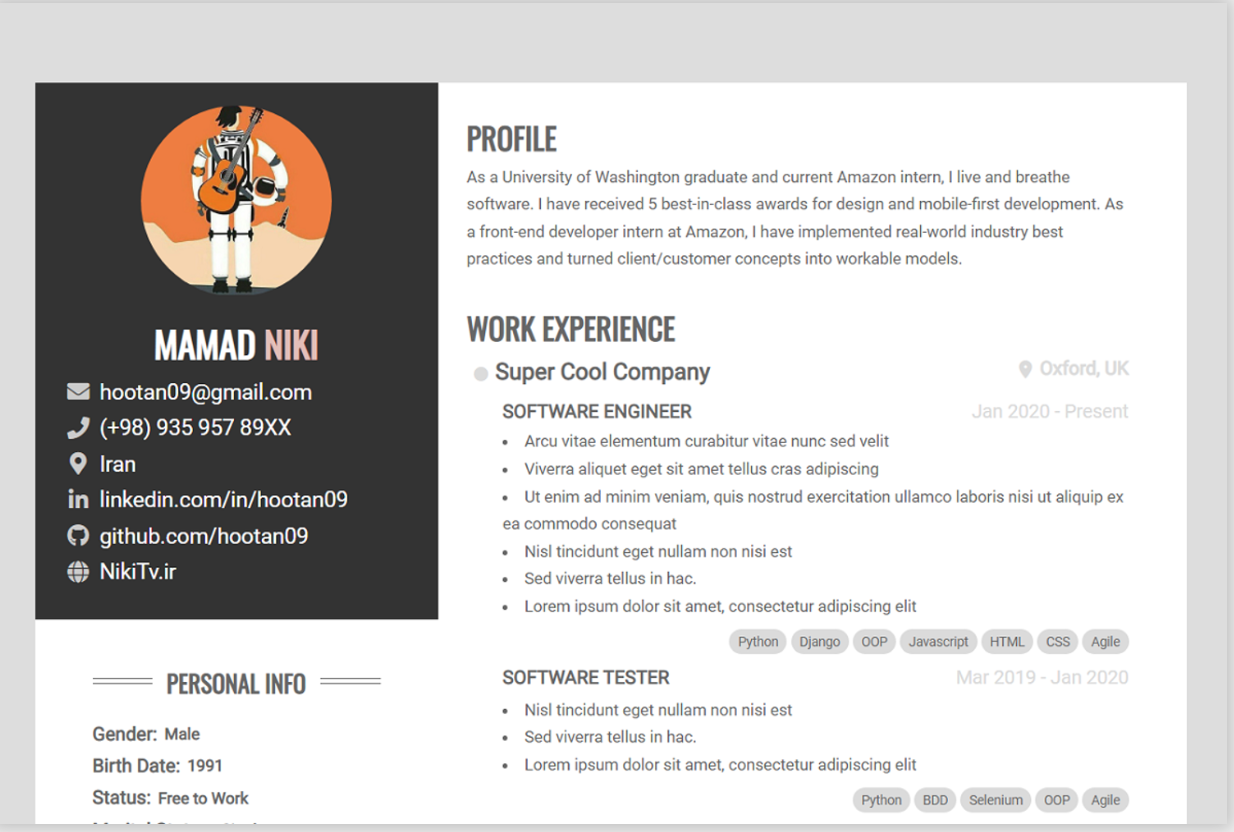 MAMAD NIKI
hootan09@gmail.com
(+98) 935 957 89XX
Iran
linkedin.com/in/hootan09
github.com/hootan09
NikiTv.ir
PERSONAL INFO
Gender: Male
Birth Date: 1991
Status: Free to Work
PROFILE
As a University of Washington graduate and current Amazon intern, I live and breathe
software. I have received 5 best-in-class awards for design and mobile-first development. As
a front-end developer intern at Amazon, I have implemented real-world industry best
practices and turned client/customer concepts into workable models.
WORK EXPERIENCE
Super Cool Company Oxford, UK
SOFTWARE ENGINEER Jan 2020 - Present
• Arcu vitae elementum curabitur vitae nunc sed velit
• Viverra aliquet eget sit amet tellus cras adipiscing
• Ut enim ad minim veniam, quis nostrud exercitation ullamco laboris nisi ut aliquip ex
ea commodo consequat
• Nisl tincidunt eget nullam non nisi est
• Sed viverra tellus in hac.
• Lorem ipsum dolor sit amet, consectetur adipiscing elit
Python Django OOP Javascript HTML CSS Agile
SOFTWARE TESTER Mar 2019 - Jan 2020
• Nisl tincidunt eget nullam non nisi est
• Sed viverra tellus in hac.
• Lorem ipsum dolor sit amet, consectetur adipiscing elit
Python BDD Selenium OOP Agile